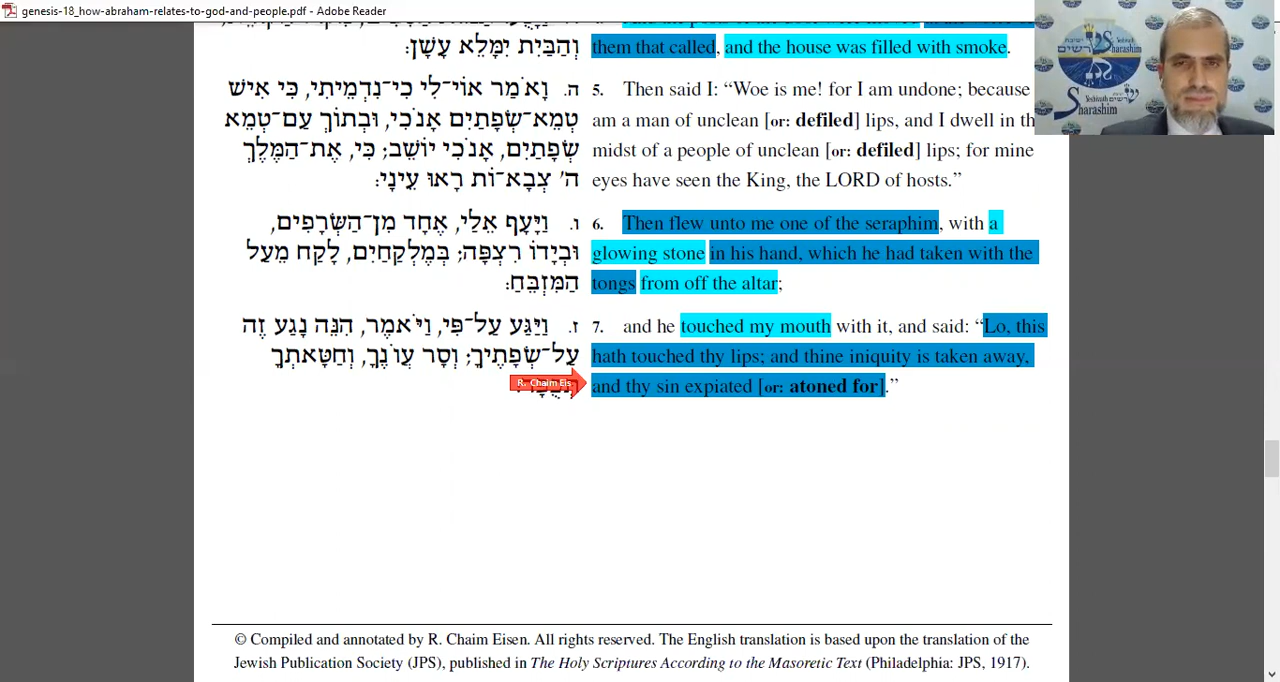 genesis-18_how-abraham-relates-to-god-and-people.pdf - Adobe Reader
וְהַבַּיִת יִמָּלֵא עָשָׁן:
them that called, and the house was filled with smoke.
ה. וָאֹמַר אוֹי-לִי כִי-נִדְמֵיתִי, כִּי אִישׁ
טְמֵא-שְׂפָתַיִם אָנֹכִי, וּבְתוֹךְ עַם-טְמֵא
שְׂפָתַיִם, אָנֹכִי יוֹשֵׁב; כִּי, אֶת-הַמֶּלֶךְ
ה' צְבָא-וֹת רָאוּ עֵינָי:
5. Then said I: “Woe is me! for I am undone; because
am a man of unclean [or: defiled] lips, and I dwell in th
midst of a people of unclean [or: defiled] lips; for mine
eyes have seen the King, the LORD of hosts.”
ו. וַיָּעָף אֵלַי, אֶחָד מִן-הַשְּׂרָפִים,
וּבְיָדוֹ רִצְפָּה; בְּמֶלְקַחַיִם, לָקַח מֵעַל
הַמִּזְבֵּחַ:
6. Then flew unto me one of the seraphim, with a
glowing stone in his hand, which he had taken with the
tongs from off the altar;
ז. וַיַּגַּע עַל-פִּי, וַיֹּאמֶר, הִנֵּה נָגַע זֶה
עַל-שְׂפָתֶיךָ; וְסָר עֲוֹנֶךָ, וְחַטָּאתְךָ
7. and he touched my mouth with it, and said: “Lo, this
hath touched thy lips; and thine iniquity is taken away,
and thy sin expiated [or: atoned for].”
R. Chaim Eis
© Compiled and annotated by R. Chaim Eisen. All rights reserved. The English translation is based upon the translation of the
Jewish Publication Society (JPS), published in The Holy Scriptures According to the Masoretic Text (Philadelphia: JPS, 1917).
Yeshivath
Sharashim